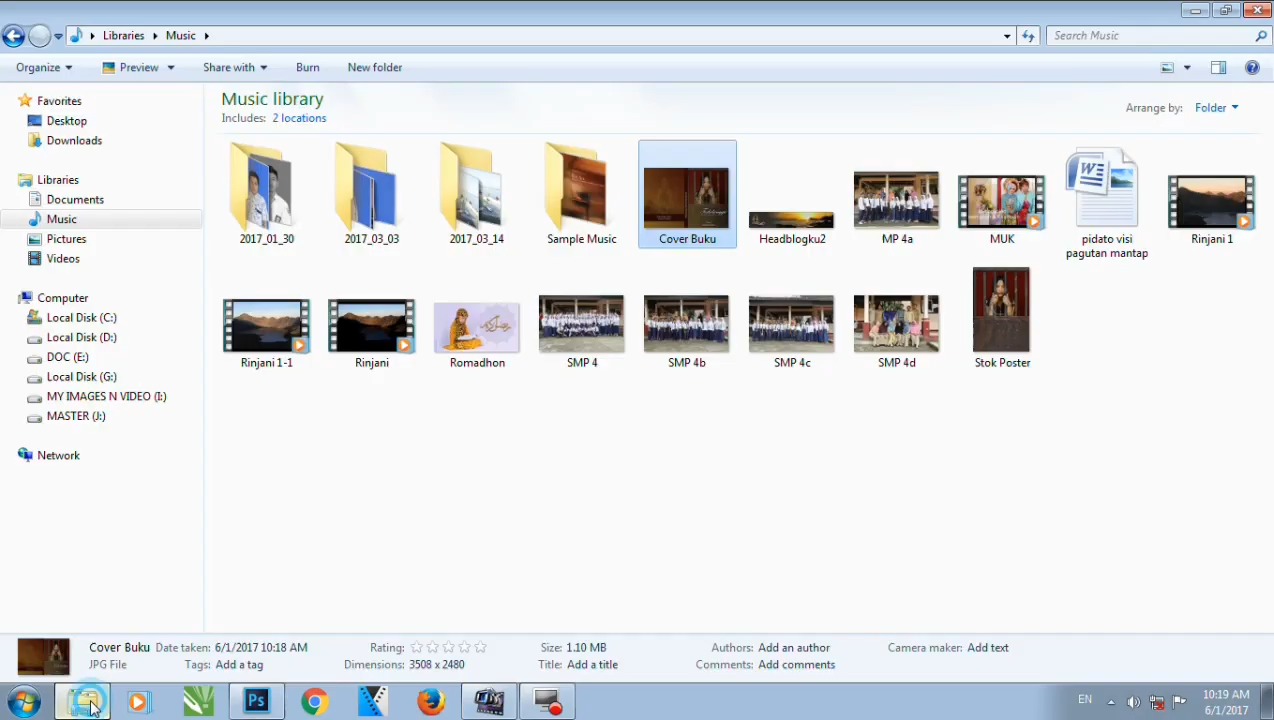 Libraries
Music
Search Music
Organize
Preview
Share with
Burn
New folder
Favorites
Desktop
Downloads
Libraries
Documents
Music
Pictures
Videos
Computer
Local Disk (C:)
Local Disk (D:)
DOC (E:)
Local Disk (G:)
MY IMAGES N VIDEO (I:)
MASTER (J:)
Network
Music library
Includes: 2 locations
Arrange by: Folder
2017_01_30
2017_03_03
2017_03_14
Sample Music
Cover Buku
Headblogku2
MP 4a
MUK
pidato visi
pagutan mantap
Rinjani 1
Rinjani 1-1
Rinjani
Romadhon
SMP 4
SMP 4b
SMP 4c
SMP 4d
Stok Poster
Cover Buku Date taken: 6/1/2017 10:18 AM Rating: Size: 1.10 MB Authors: Add an author Camera maker: Add text
JPG File Tags: Add a tag Dimensions: 3508 x 2480 Title: Add a title Comments: Add comments
Ps
EN
10:19 AM
6/1/2017